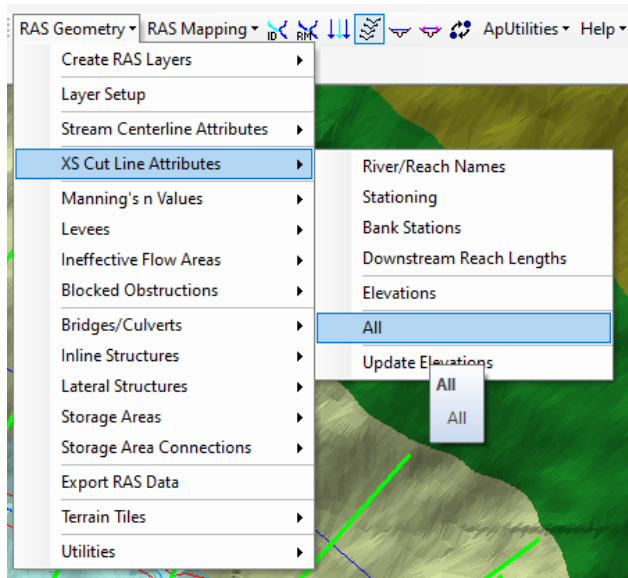 RAS Geometry RAS Mapping ID RM ApUtilities Help
Create RAS Layers
Layer Setup
Stream Centerline Attributes
XS Cut Line Attributes
Manning's n Values
Levees
Ineffective Flow Areas
Blocked Obstructions
Bridges/Culverts
Inline Structures
Lateral Structures
Storage Areas
Storage Area Connections
Export RAS Data
Terrain Tiles
Utilities
River/Reach Names
Stationing
Bank Stations
Downstream Reach Lengths
Elevations
All
Update Elevations
All
All